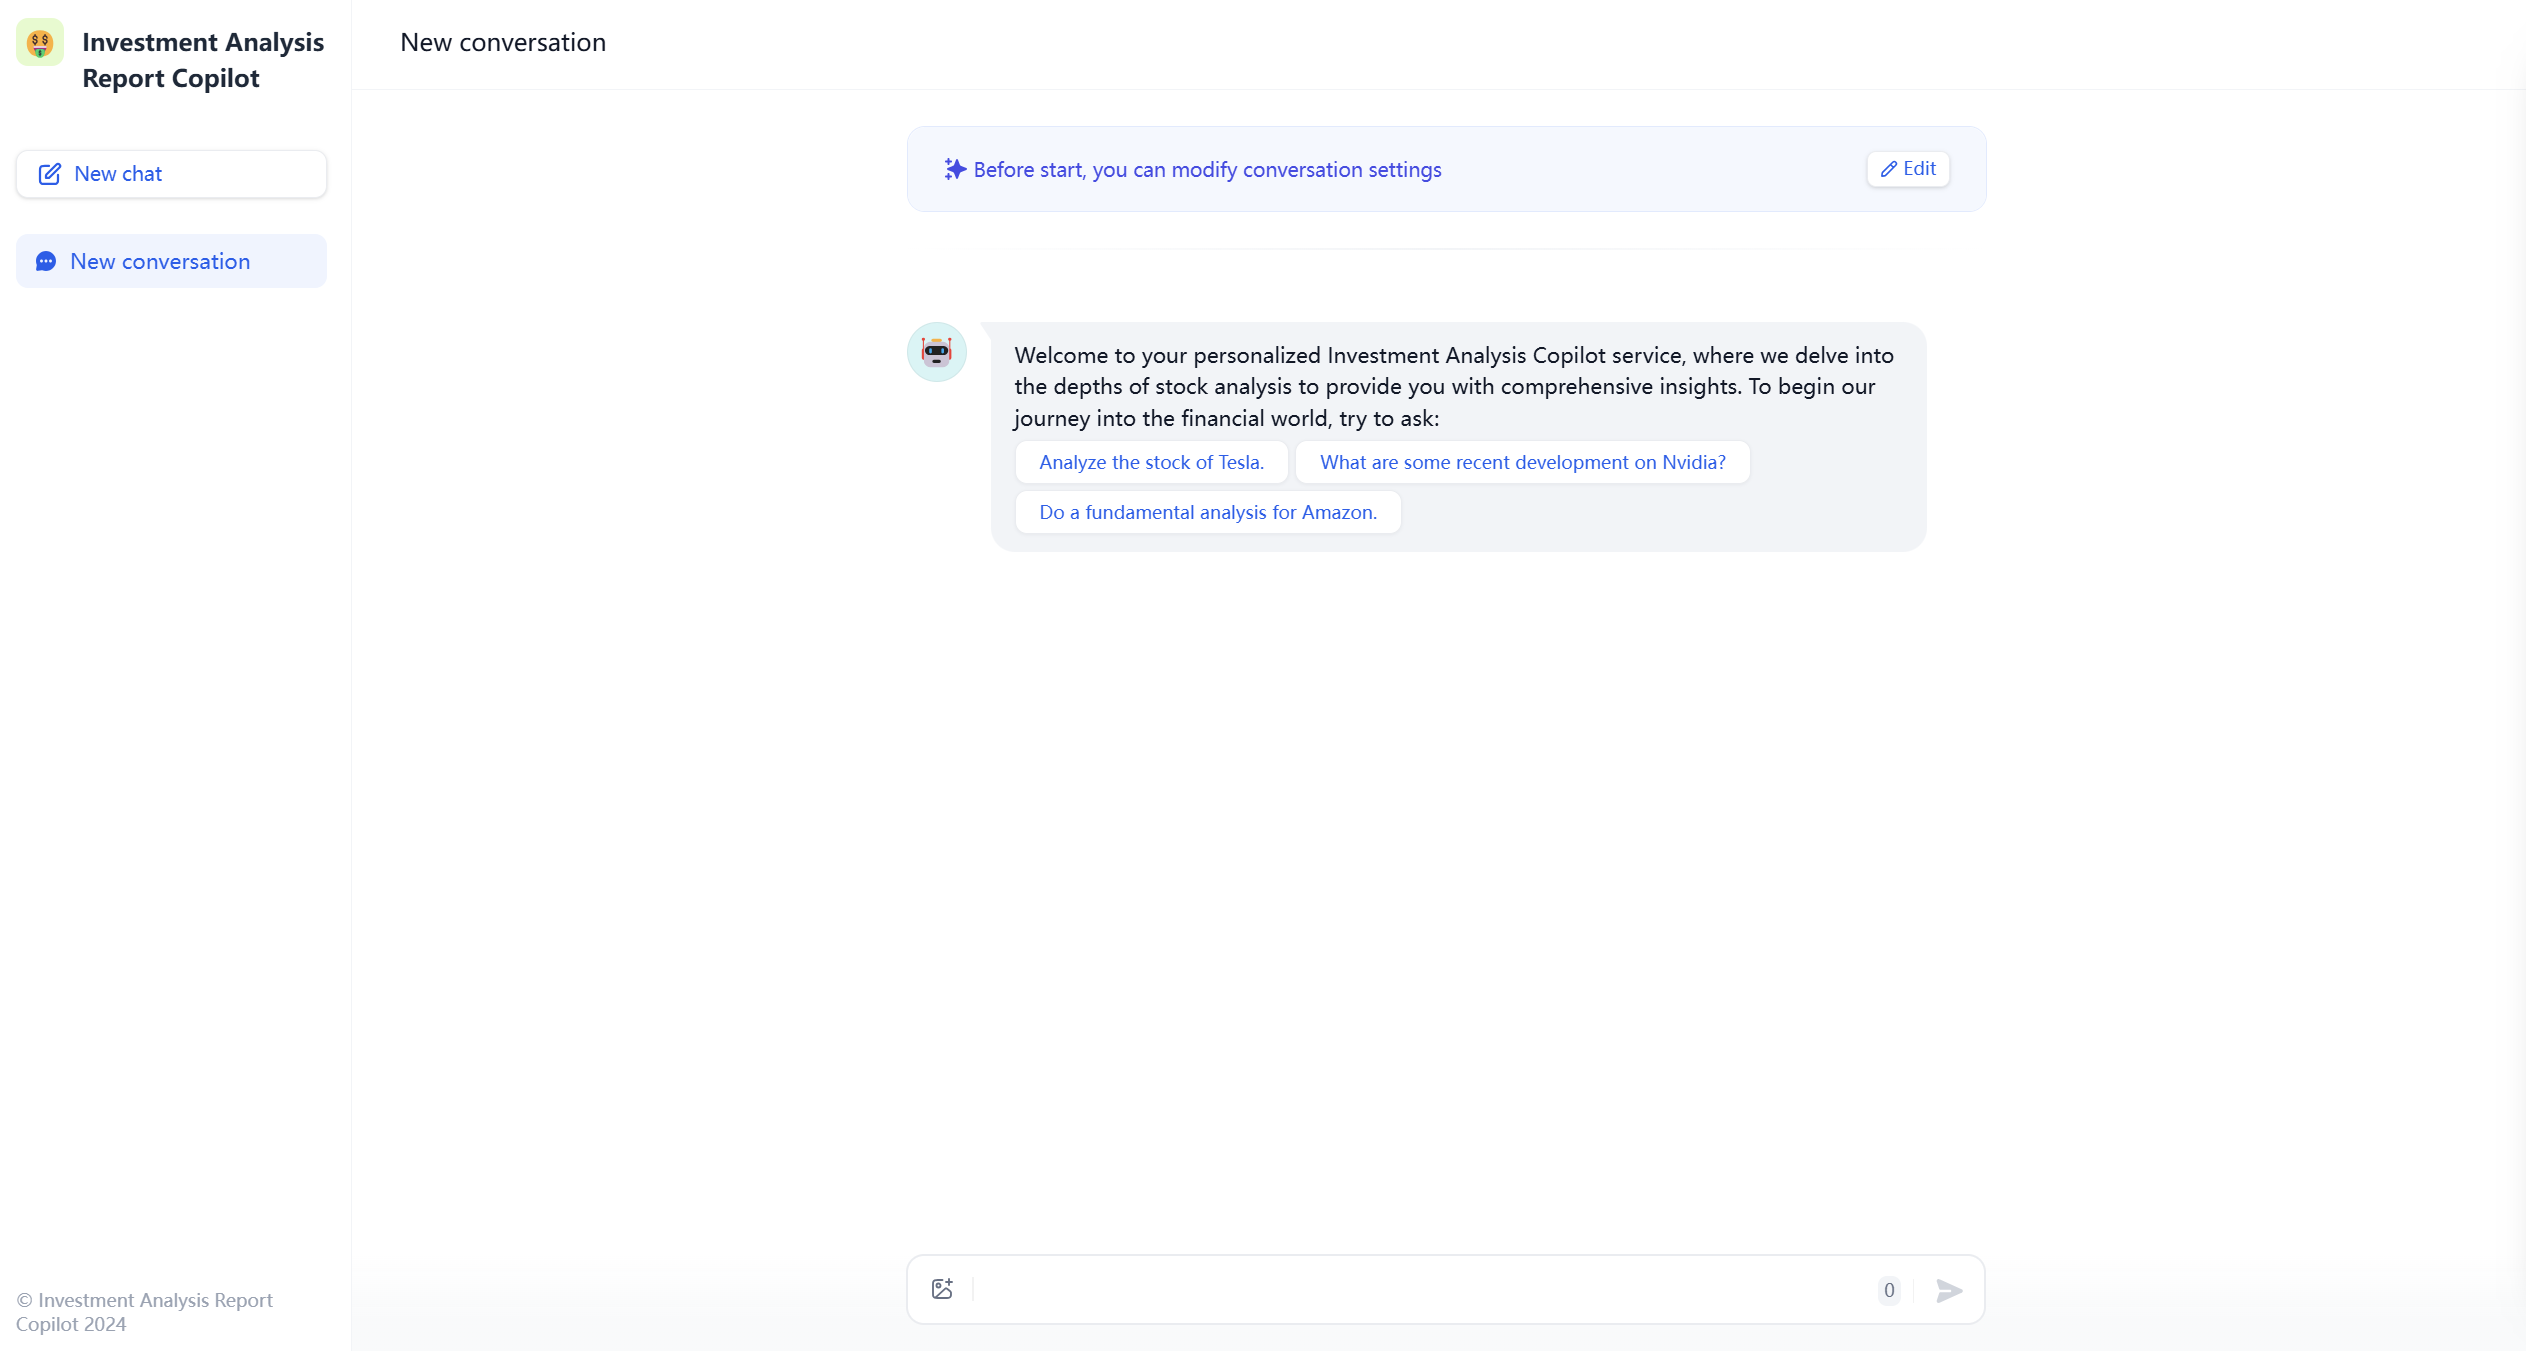 Investment Analysis
Report Copilot
New chat
New conversation
© Investment Analysis Report
Copilot 2024
New conversation
Before start, you can modify conversation settings
Edit
Welcome to your personalized Investment Analysis Copilot service, where we delve into
the depths of stock analysis to provide you with comprehensive insights. To begin our
journey into the financial world, try to ask:
Analyze the stock of Tesla.
What are some recent development on Nvidia?
Do a fundamental analysis for Amazon.
0